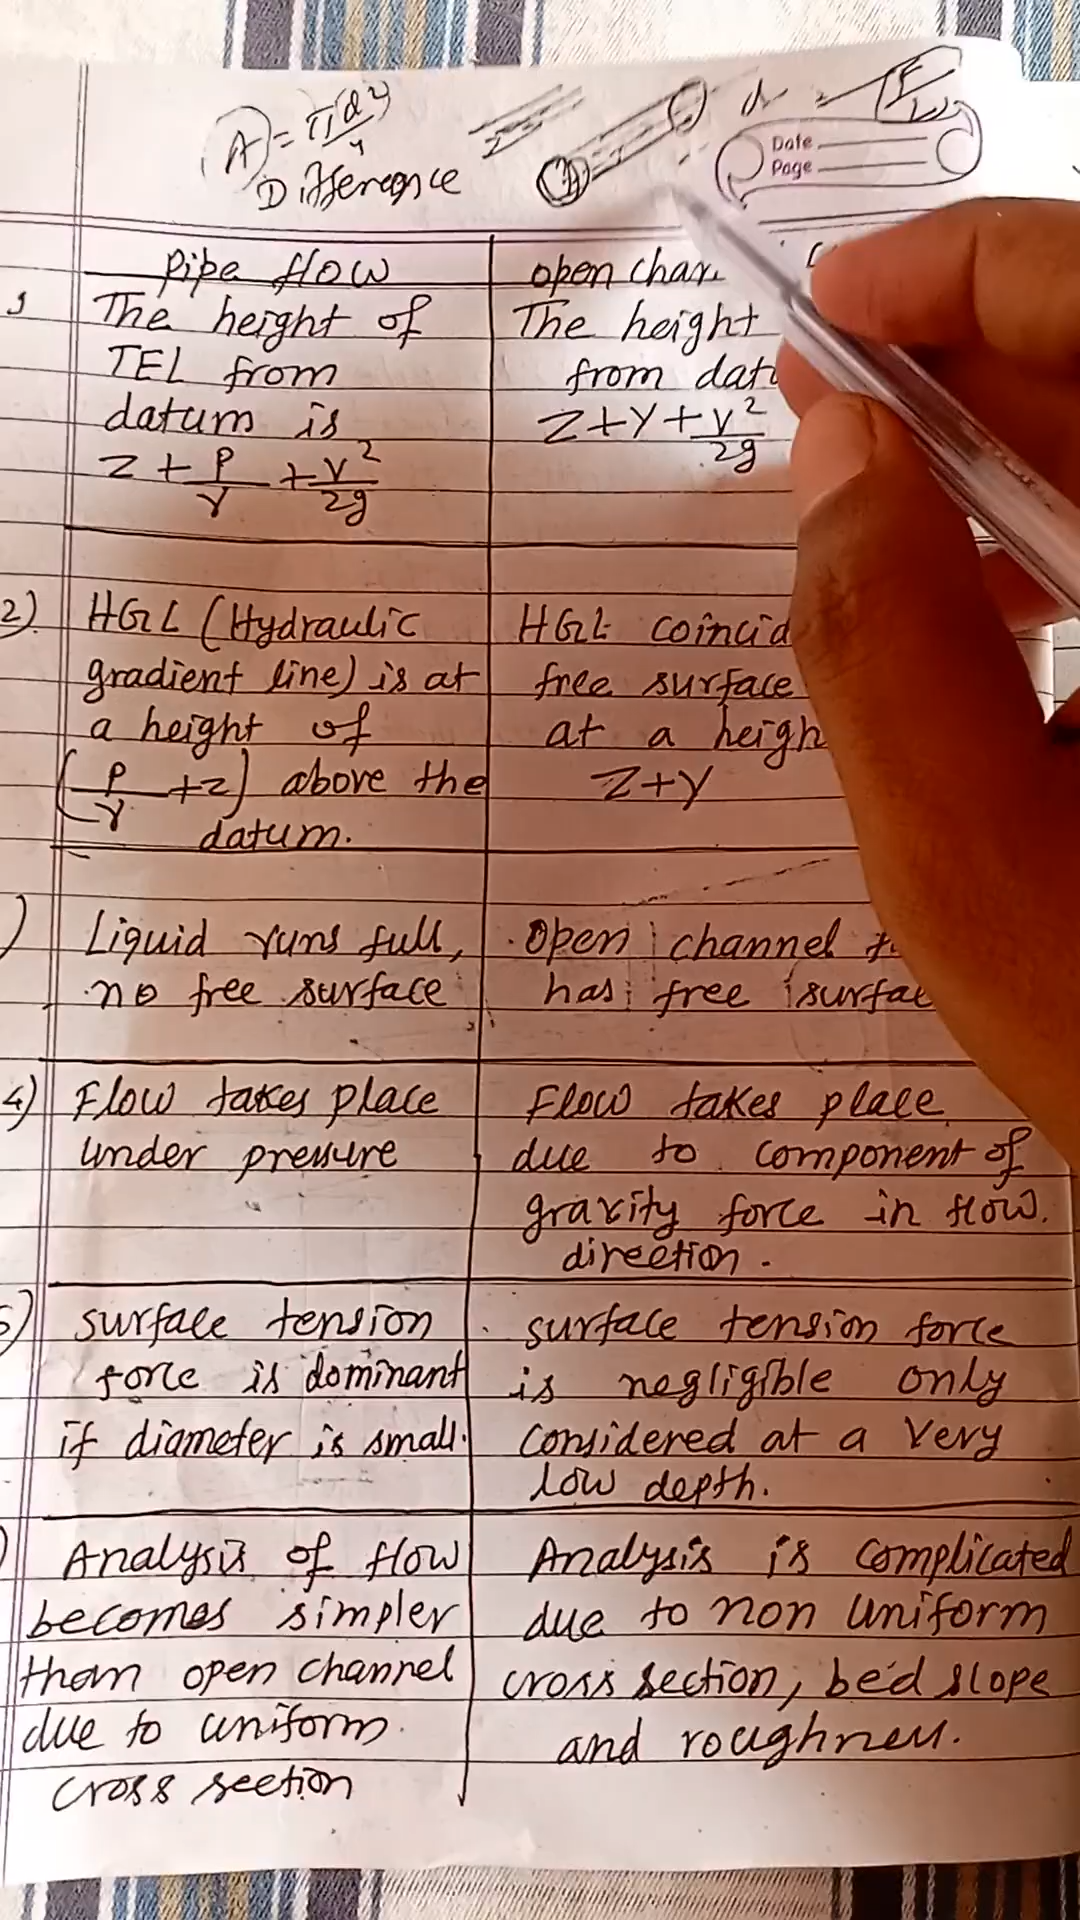 A = πd²/4
Date
Page
Difference
Pipe flow
The height of
TEL from
datum is
Z + P/γ + V²/2g
open
The height
from
Z + Y + V²/2g
2) HGL (Hydraulic
gradient line) is at
a height of
(P/γ + Z) above the
datum.
HGL
free surface
at a
Z + Y
) Liquid runs full,
no free surface
Open channel
has free
4) Flow takes place
under pressure
Flow takes place
due to component of
gravity force in flow.
direction.
5) surface tension
force is dominant
if diameter is small.
surface tension force
is negligible only
considered at a very
low depth.
) Analysis of flow
becomes simpler
than open channel
due to uniform
cross section
Analysis is complicated
due to non uniform
cross section, bed slope
and roughness.